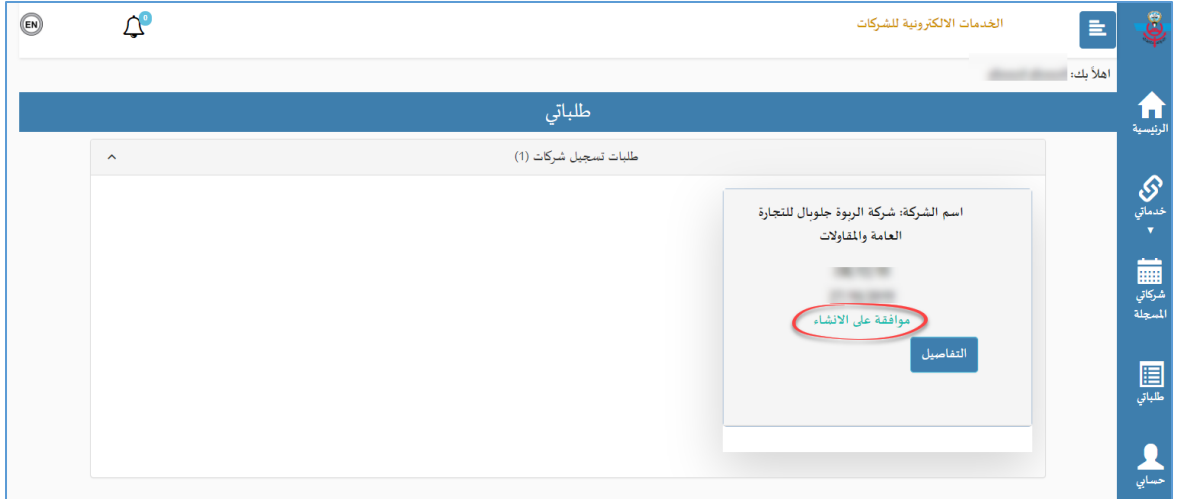 الخدمات الالكترونية للشركات
0
EN
اهلاً بك:
طلباتي
طلبات تسجيل شركات (1)
اسم الشركة: شركة الربوة جلوبال للتجارة
العامة والمقاولات
موافقة على الانشاء
التفاصيل
الرئيسية
خدماتي
شركاتي
المسجلة
طلباتي
حسابي